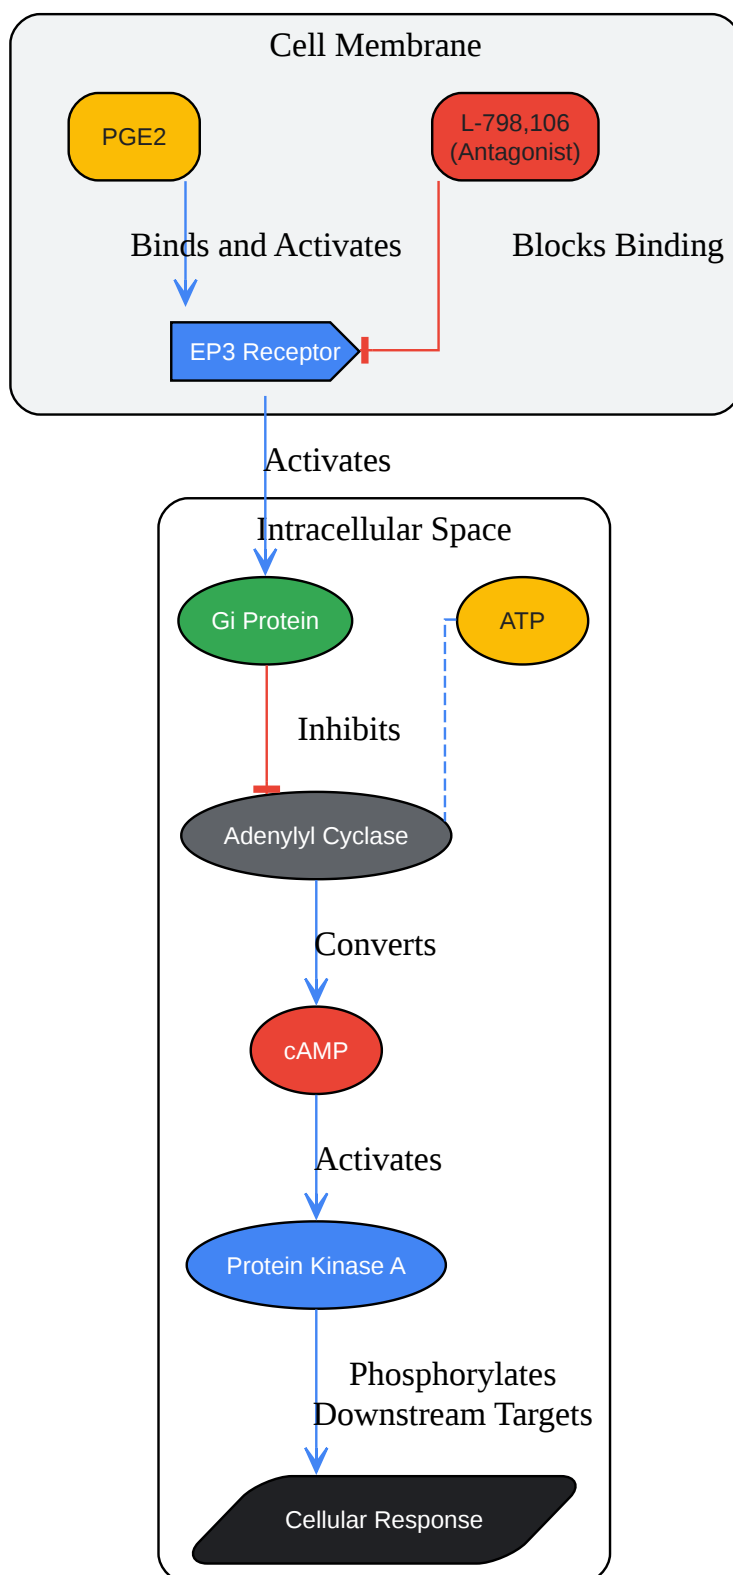 Cell Membrane
PGE2
L-798,106
(Antagonist)
Binds and Activates
Blocks Binding
EP3 Receptor
Activates
Intracellular Space
Gi Protein
ATP
Inhibits
Adenylyl Cyclase
Converts
cAMP
Activates
Protein Kinase A
Phosphorylates
Downstream Targets
Cellular Response